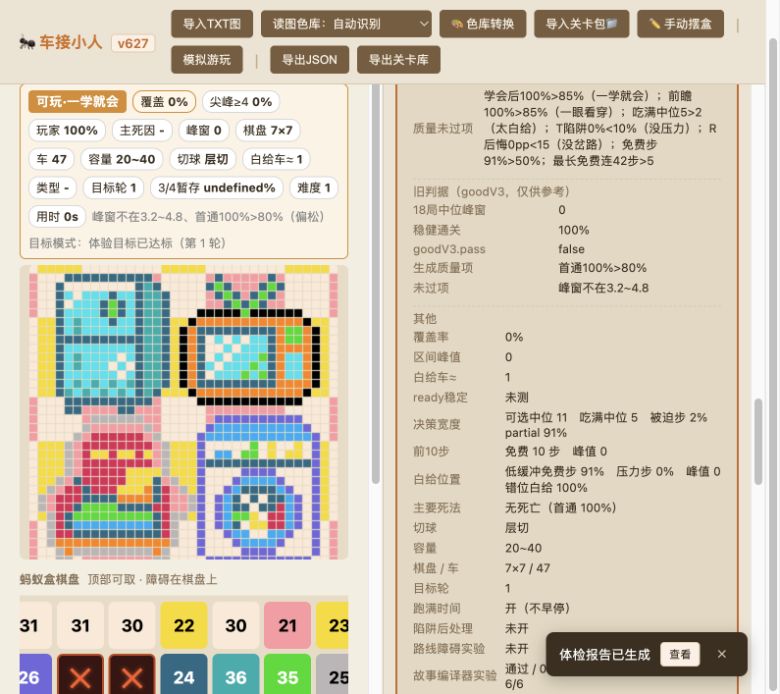 🐜 车接小人 v627
导入TXT图 读图色库：自动识别 🎨 色库转换 导入关卡包📁 ✏️ 手动摆盒 |
模拟游玩 | 导出JSON 导出关卡库
可玩·一学就会 覆盖 0% 尖峰≥4 0%
玩家 100% 主死因 - 峰窗 0 棋盘 7×7
车 47 容量 20~40 切球 层切 白给车≈ 1
类型 - 目标轮 1 3/4暂存 undefined% 难度 1
用时 0s 峰窗不在3.2~4.8、首通100%>80%（偏松）
目标模式：体验目标已达标（第 1 轮）
蚂蚁盒棋盘 顶部可取 · 障碍在棋盘上
31 31 30 22 30 21 23
26 24 36 35 25
质量未过项
学会后100%>85%（一学就会）；前瞻
100%>85%（一眼看穿）；吃满中位5>2
（太白给）；T陷阱0%<10%（没压力）；R
后悔0pp<15（没岔路）；免费步
91%>50%；最长免费连42步>5
旧判据（goodV3，仅供参考）
18局中位峰窗 0
稳健通关 100%
goodV3.pass false
生成质量项 首通100%>80%
未过项 峰窗不在3.2~4.8
其他
覆盖率 0%
区间峰值 0
白给车≈ 1
ready稳定 未测
决策宽度 可选中位 11 吃满中位 5 被迫步 2%
partial 91%
前10步 免费 10 步 峰值 0
白给位置 低缓冲免费步 91% 压力步 0% 峰值 0
错位白给 100%
主要死法 无死亡（首通 100%）
切球 层切
容量 20~40
棋盘 / 车 7×7 / 47
目标轮 1
跑满时间 开（不早停）
陷阱后处理 未开
路线障碍实验 未开
故事编译器实验 通过 / 0
6/6
体检报告已生成 查看 ×